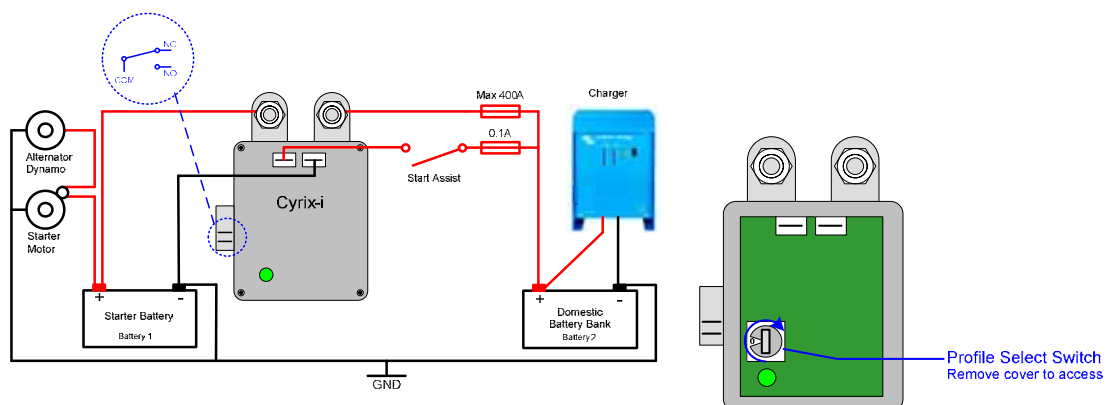 NC
COM
NO
Max 400A
Charger
0.1A
Alternator
Dynamo
Start Assist
Cyrix-i
Starter
Motor
+
-
Starter Battery
Battery 1
+
-
Domestic
Battery Bank
Battery 2
GND
Profile Select Switch
Remove cover to access